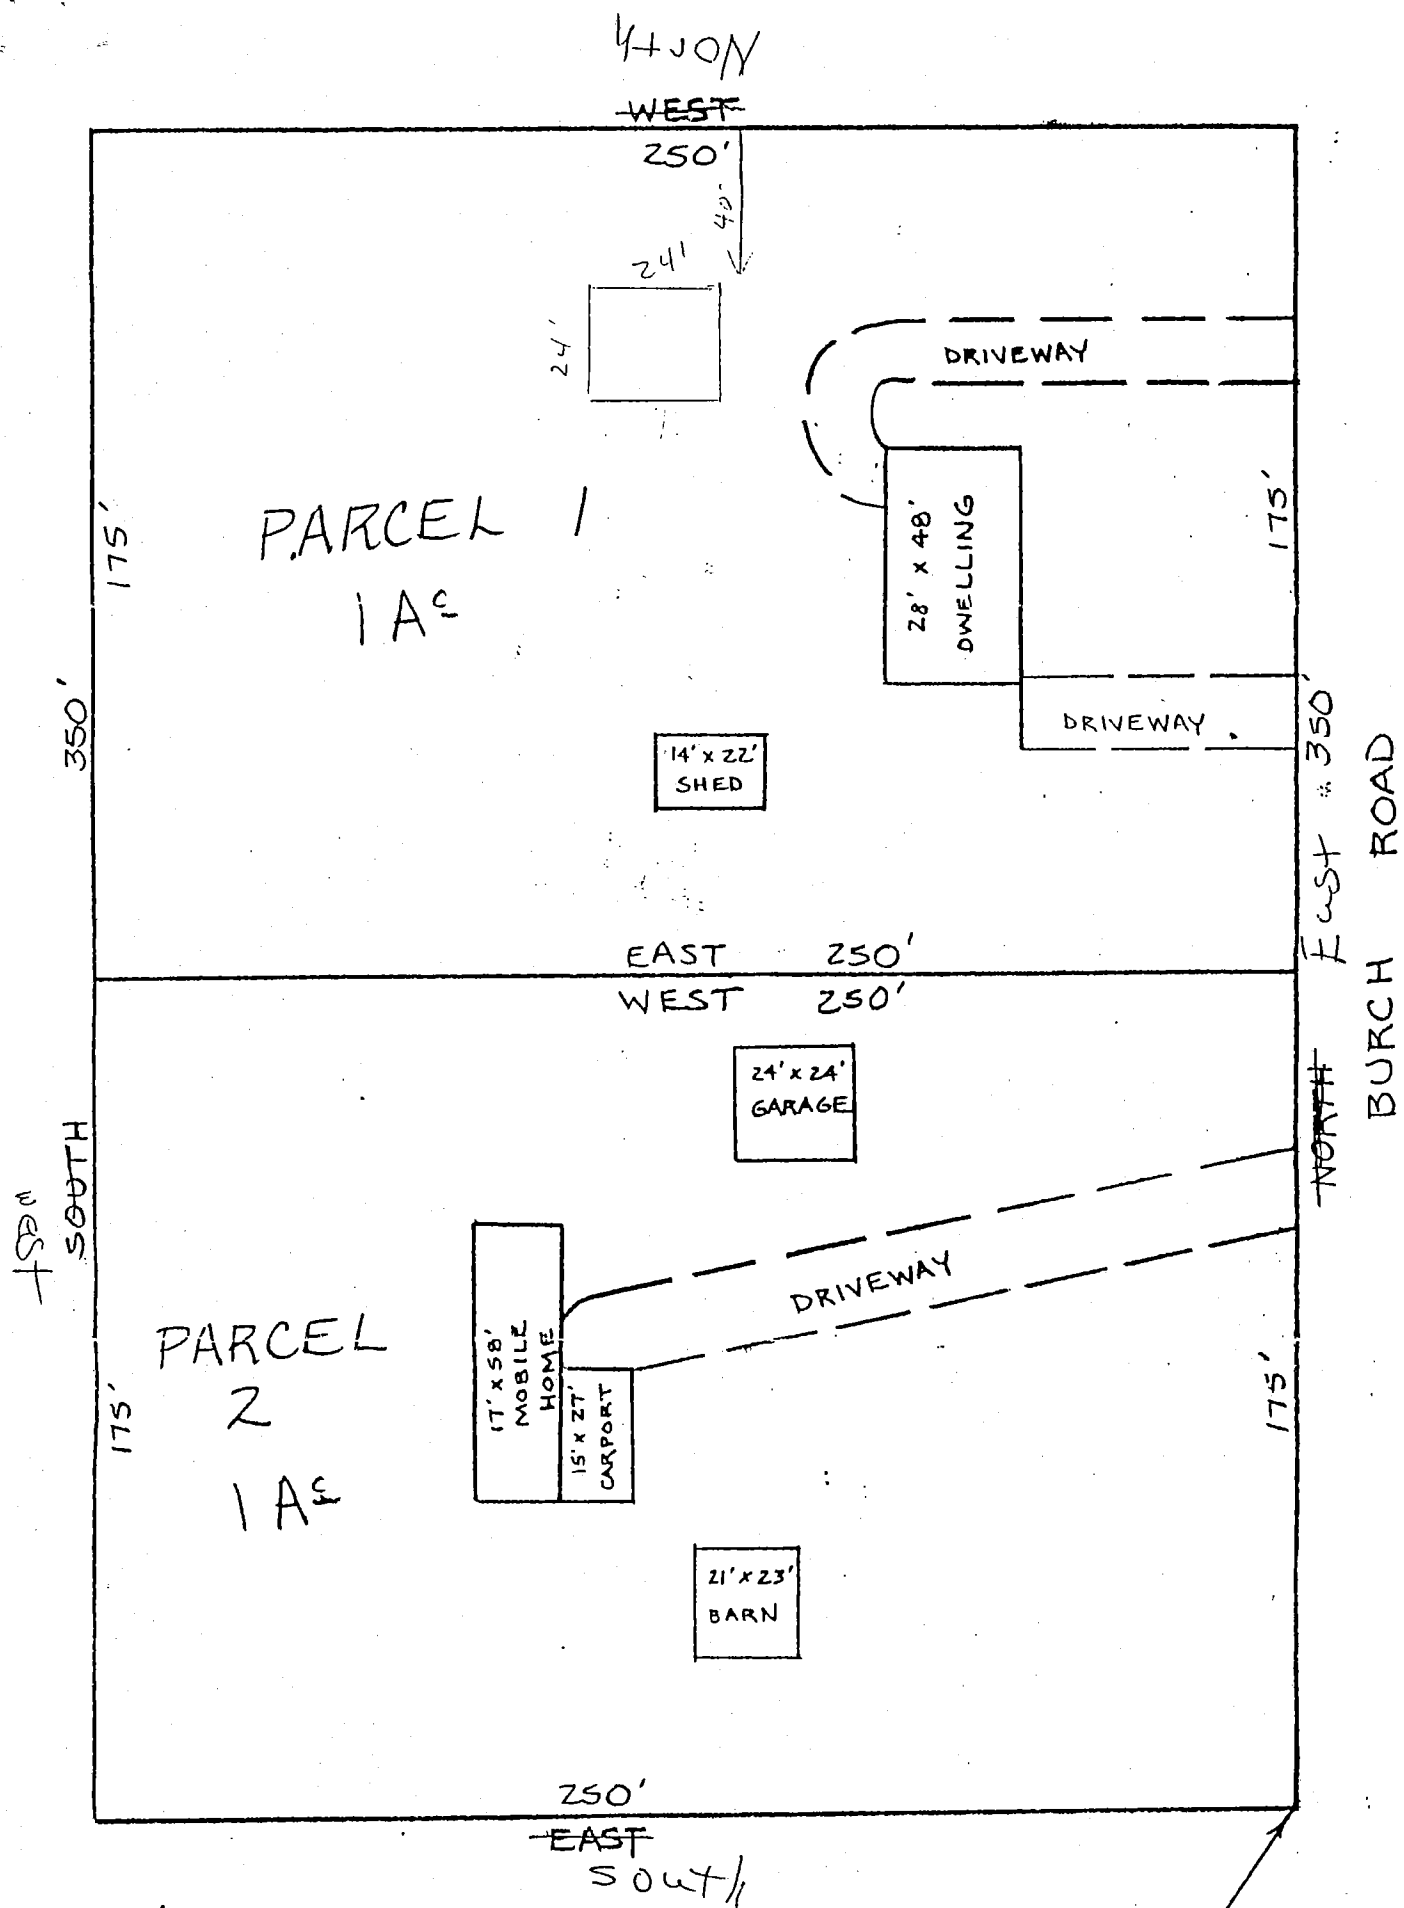 North
WEST
250'
40'
24'
24'
DRIVEWAY
PARCEL 1
1 Ac
175'
175'
28' x 48'
DWELLING
350'
East 350'
DRIVEWAY
14' x 22'
SHED
BURCH ROAD
EAST 250'
WEST 250'
24' x 24'
GARAGE
NORTH
SOUTH
west
DRIVEWAY
PARCEL
2
1 Ac
17' x 58'
MOBILE
HOME
15' x 27'
CARPORT
175'
175'
21' x 23'
BARN
250'
EAST
South